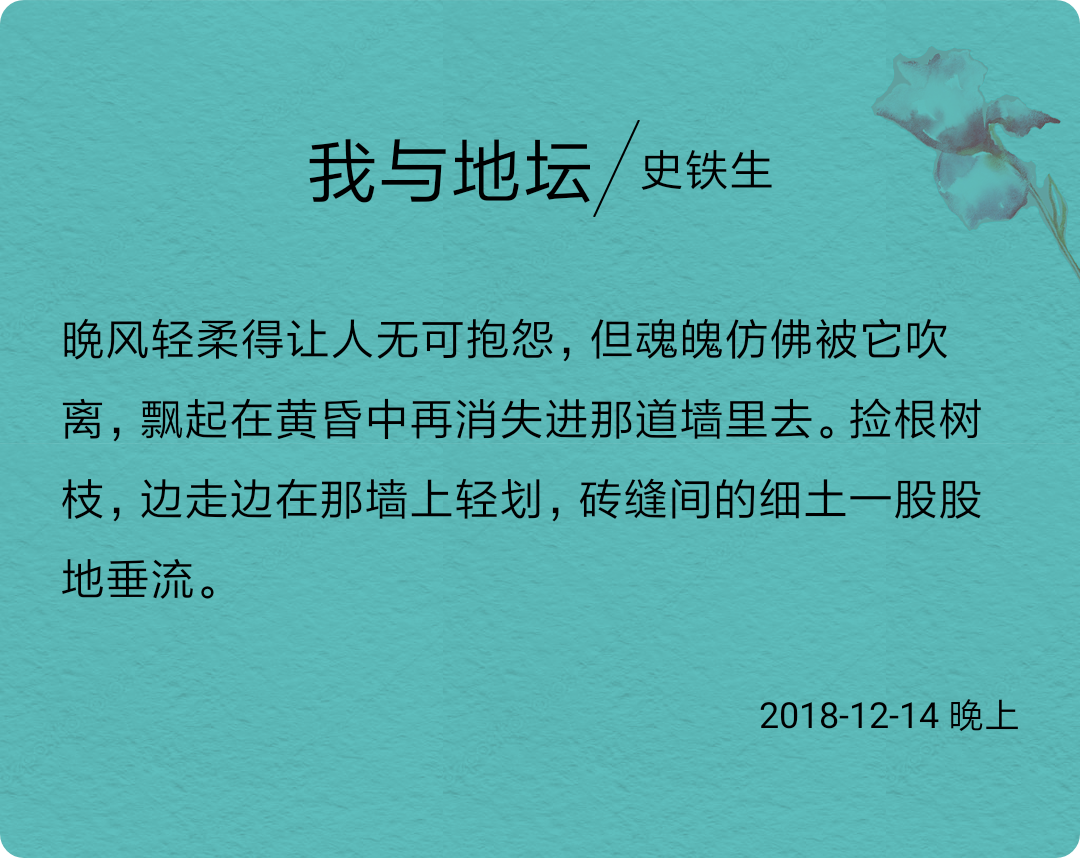 我与地坛/史铁生
晚风轻柔得让人无可抱怨，但魂魄仿佛被它吹
离，飘起在黄昏中再消失进那道墙里去。捡根树
枝，边走边在那墙上轻划，砖缝间的细土一股股
地垂流。
2018-12-14 晚上